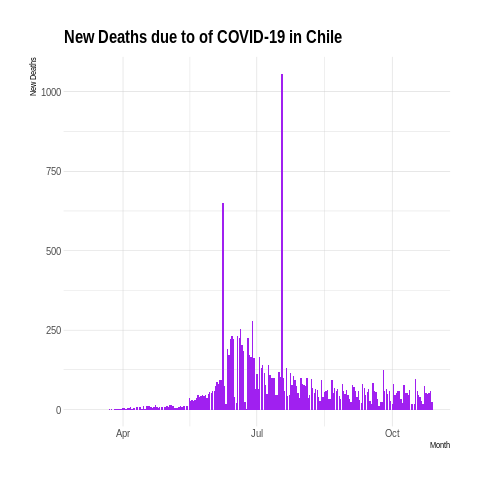 New Deaths due to of COVID-19 in Chile
New Deaths
1000
750
500
250
0
Apr
Jul
Oct
Month